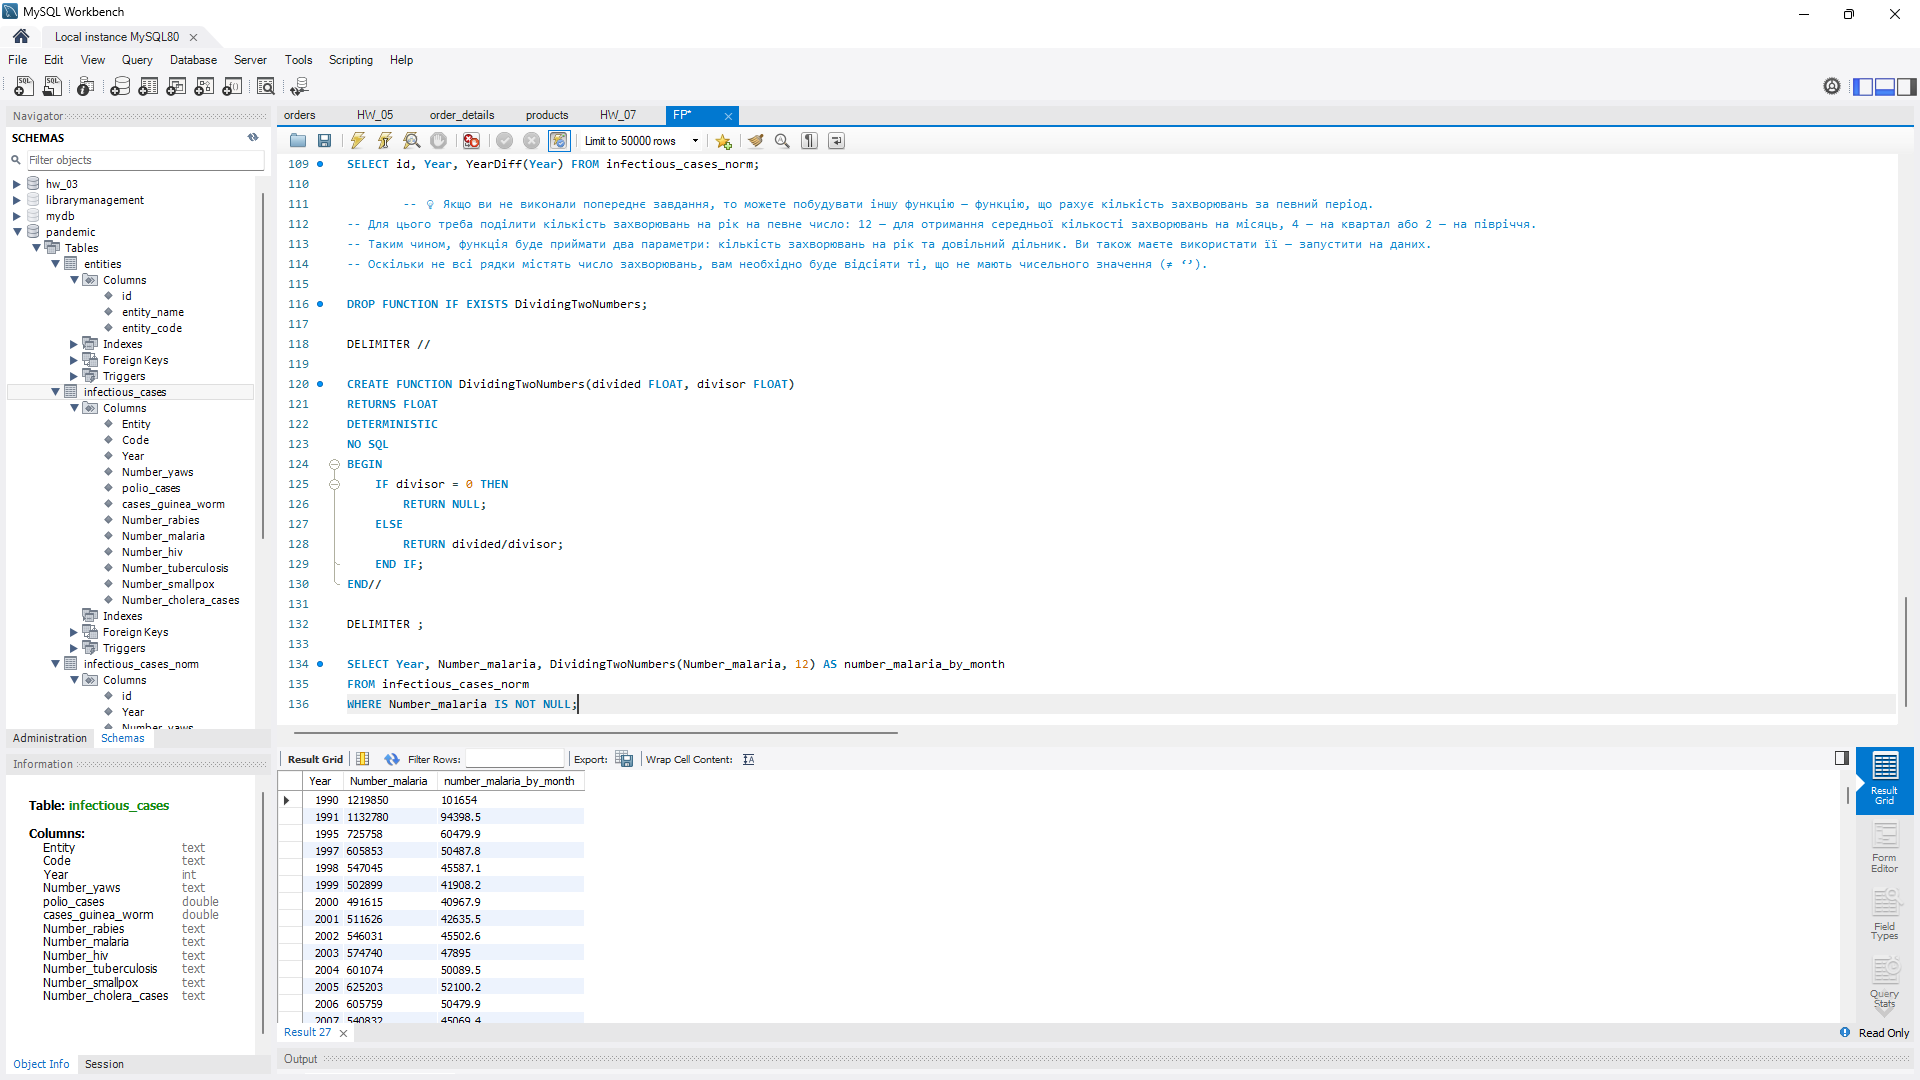 MySQL Workbench
Local instance MySQL80
File Edit View Query Database Server Tools Scripting Help
Navigator
SCHEMAS
Filter objects
hw_03
librarymanagement
mydb
pandemic
Tables
entities
Columns
id
entity_name
entity_code
Indexes
Foreign Keys
Triggers
infectious_cases
Columns
Entity
Code
Year
Number_yaws
polio_cases
cases_guinea_worm
Number_rabies
Number_malaria
Number_hiv
Number_tuberculosis
Number_smallpox
Number_cholera_cases
Indexes
Foreign Keys
Triggers
infectious_cases_norm
Columns
id
Year
Number_yaws
Administration Schemas
Information
Table: infectious_cases
Columns:
Entity text
Code text
Year int
Number_yaws text
polio_cases double
cases_guinea_worm double
Number_rabies text
Number_malaria text
Number_hiv text
Number_tuberculosis text
Number_smallpox text
Number_cholera_cases text
Object Info Session
orders HW_05 order_details products HW_07 FP*
Limit to 50000 rows
109 SELECT id, Year, YearDiff(Year) FROM infectious_cases_norm;
110
111 -- 💡 Якщо ви не виконали попереднє завдання, то можете побудувати іншу функцію — функцію, що рахує кількість захворювань за певний період.
112 -- Для цього треба поділити кількість захворювань на рік на певне число: 12 — для отримання середньої кількості захворювань на місяць, 4 — на квартал або 2 — на півріччя.
113 -- Таким чином, функція буде приймати два параметри: кількість захворювань на рік та довільний дільник. Ви також маєте використати її — запустити на даних.
114 -- Оскільки не всі рядки містять число захворювань, вам необхідно буде відсіяти ті, що не мають чисельного значення (≠ ‘’).
115
116 DROP FUNCTION IF EXISTS DividingTwoNumbers;
117
118 DELIMITER //
119
120 CREATE FUNCTION DividingTwoNumbers(divided FLOAT, divisor FLOAT)
121 RETURNS FLOAT
122 DETERMINISTIC
123 NO SQL
124 BEGIN
125 IF divisor = 0 THEN
126 RETURN NULL;
127 ELSE
128 RETURN divided/divisor;
129 END IF;
130 END//
131
132 DELIMITER ;
133
134 SELECT Year, Number_malaria, DividingTwoNumbers(Number_malaria, 12) AS number_malaria_by_month
135 FROM infectious_cases_norm
136 WHERE Number_malaria IS NOT NULL;
Result Grid Filter Rows: Export: Wrap Cell Content:
Year Number_malaria number_malaria_by_month
1990 1219850 101654
1991 1132780 94398.5
1995 725758 60479.9
1997 605853 50487.8
1998 547045 45587.1
1999 502899 41908.2
2000 491615 40967.9
2001 511626 42635.5
2002 546031 45502.6
2003 574740 47895
2004 601074 50089.5
2005 625203 52100.2
2006 605759 50479.9
2007 540832 45069.4
Result 27
Output
Result Grid
Form Editor
Field Types
Query Stats
Read Only